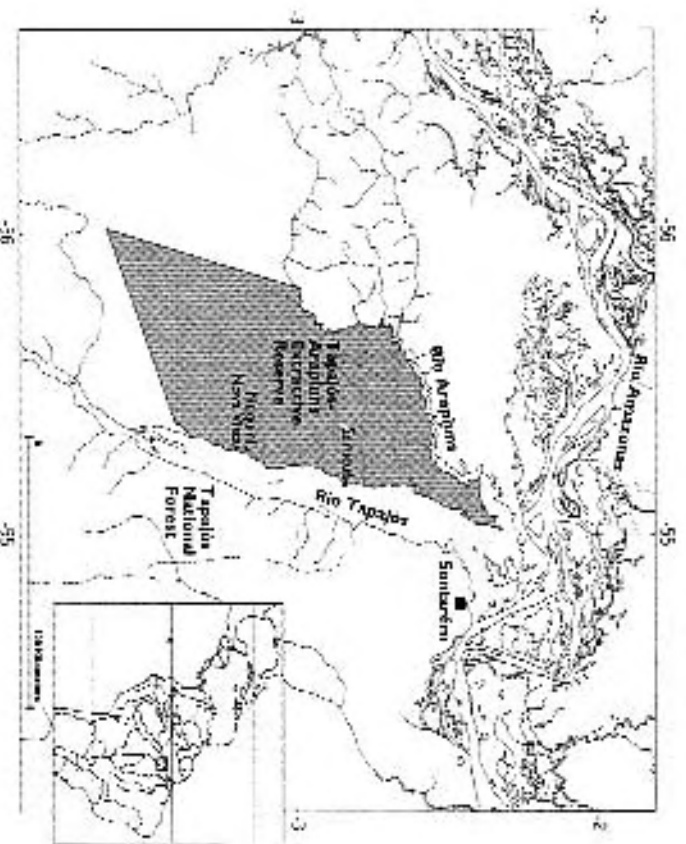 -56
-55
-2
-2
-3
-3
-56
-55
Rio Amazonas
Rio Arapiuns
Santarém
Rio Tapajós
Tapajós-
Arapiuns
Extractive
Reserve
Tapajós
National
Forest